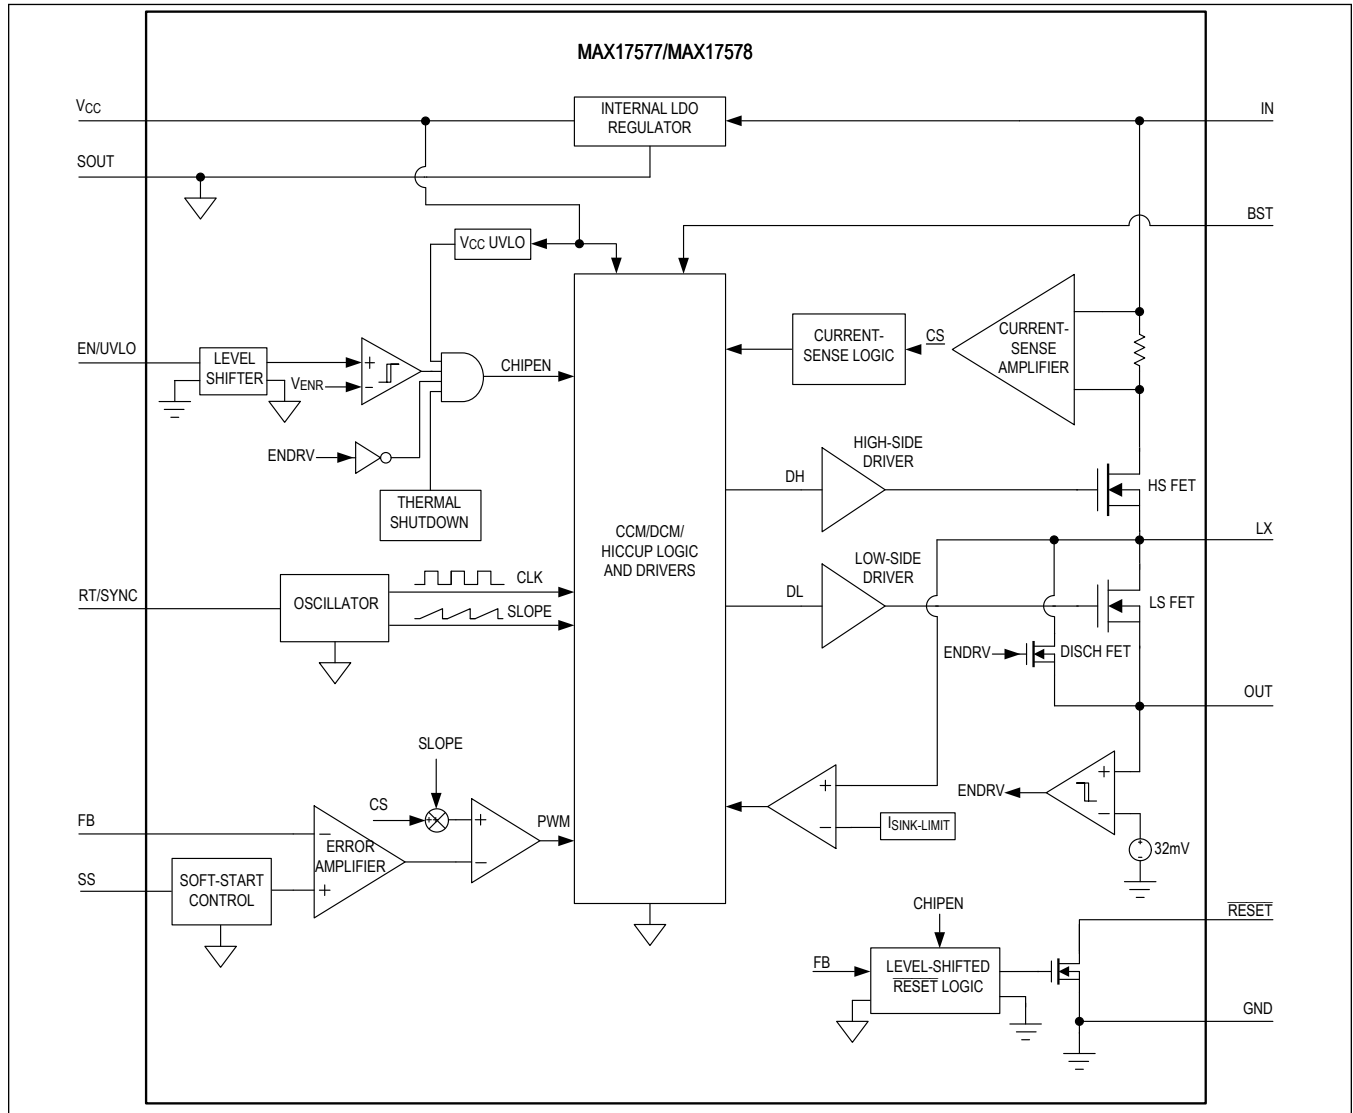 MAX17577/MAX17578
VCC
INTERNAL LDO
REGULATOR
IN
SOUT
BST
VCC UVLO
EN/UVLO
LEVEL
SHIFTER
VENR
CHIPEN
CURRENT-
SENSE LOGIC
CS
CURRENT-
SENSE
AMPLIFIER
ENDRV
THERMAL
SHUTDOWN
HIGH-SIDE
DRIVER
DH
HS FET
CCM/DCM/
HICCUP LOGIC
AND DRIVERS
LX
LOW-SIDE
DRIVER
DL
LS FET
RT/SYNC
OSCILLATOR
CLK
SLOPE
ENDRV
DISCH FET
OUT
SLOPE
CS
PWM
FB
ERROR
AMPLIFIER
SS
SOFT-START
CONTROL
ISINK-LIMIT
ENDRV
32mV
CHIPEN
RESET
FB
LEVEL-SHIFTED
RESET LOGIC
GND